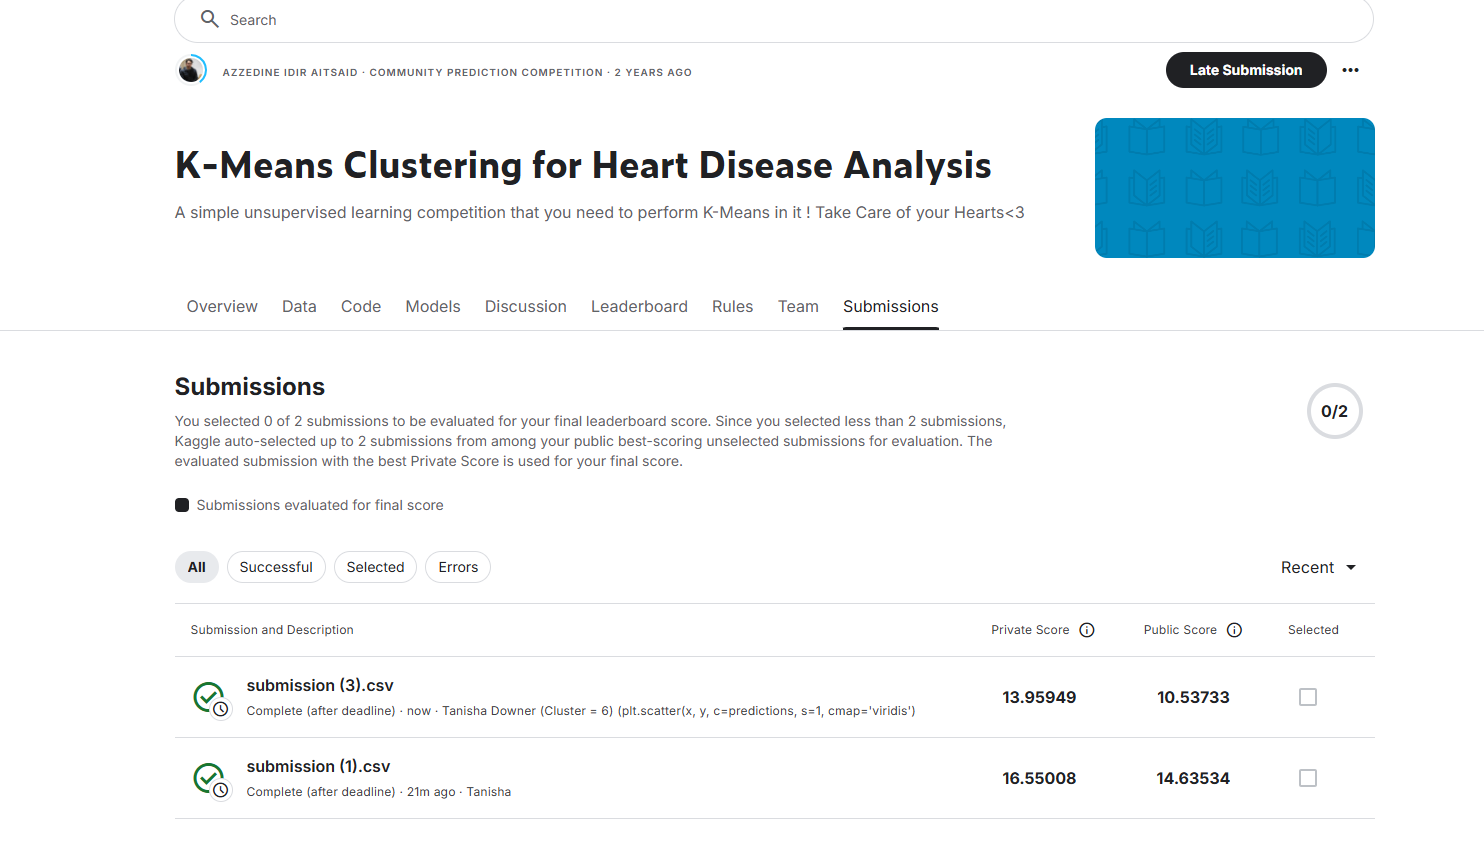 Search
AZZEDINE IDIR AITSAID · COMMUNITY PREDICTION COMPETITION · 2 YEARS AGO
Late Submission
K-Means Clustering for Heart Disease Analysis
A simple unsupervised learning competition that you need to perform K-Means in it ! Take Care of your Hearts<3
Overview Data Code Models Discussion Leaderboard Rules Team Submissions
Submissions
You selected 0 of 2 submissions to be evaluated for your final leaderboard score. Since you selected less than 2 submissions,
Kaggle auto-selected up to 2 submissions from among your public best-scoring unselected submissions for evaluation. The
evaluated submission with the best Private Score is used for your final score.
0/2
Submissions evaluated for final score
All Successful Selected Errors
Recent
Submission and Description Private Score Public Score Selected
submission (3).csv
Complete (after deadline) · now · Tanisha Downer (Cluster = 6) (plt.scatter(x, y, c=predictions, s=1, cmap='viridis')
13.95949 10.53733
submission (1).csv
Complete (after deadline) · 21m ago · Tanisha
16.55008 14.63534